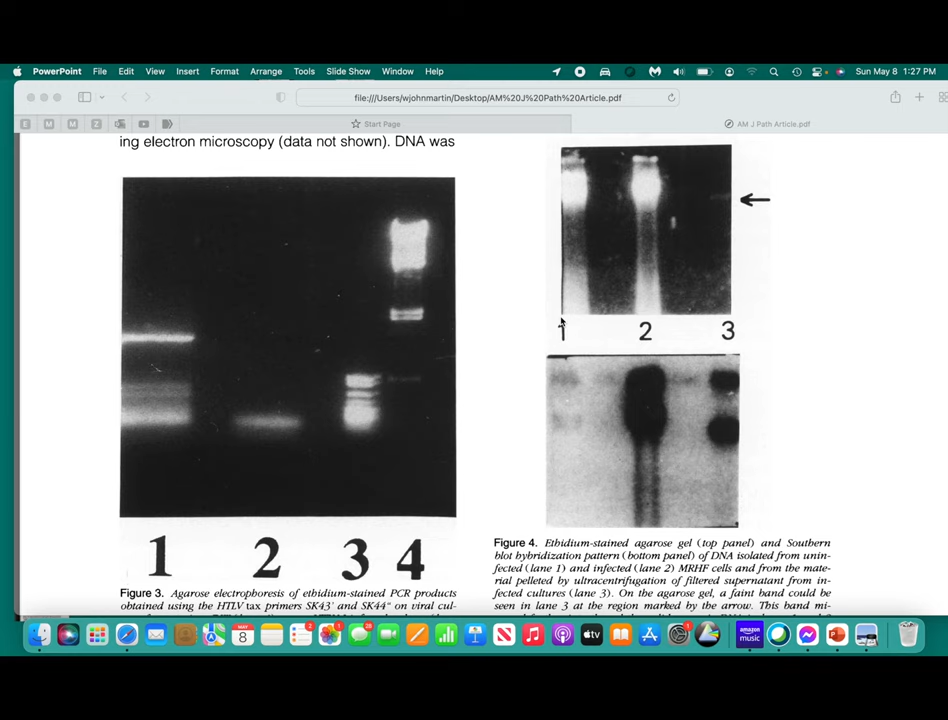 PowerPoint File Edit View Insert Format Arrange Tools Slide Show Window Help Sun May 8 1:27 PM
file:///Users/wjohnmartin/Desktop/AM%20J%20Path%20Article.pdf
Start Page AM J Path Article.pdf
ing electron microscopy (data not shown). DNA was
1 2 3 4
Figure 3. Agarose electrophoresis of ethidium-stained PCR products
obtained using the HTLV tax primers SK43' and SK44" on viral cul-
1 2 3
Figure 4. Ethidium-stained agarose gel (top panel) and Southern
blot hybridization pattern (bottom panel) of DNA isolated from unin-
fected (lane 1) and infected (lane 2) MRHF cells and from the mate-
rial pelleted by ultracentrifugation of filtered supernatant from in-
fected cultures (lane 3). On the agarose gel, a faint band could be
seen in lane 3 at the region marked by the arrow. This band mi-
MAY
8
tv
amazon
music